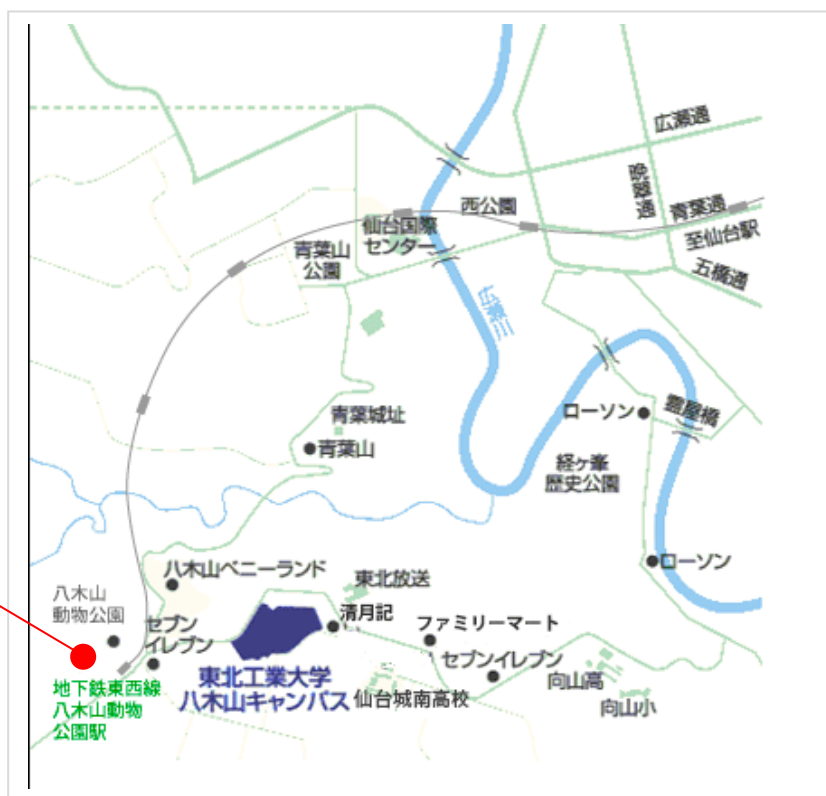 広瀬通
晩翠通
西公園
青葉通
仙台国際
センター
至仙台駅
青葉山
公園
五橋通
広瀬川
青葉城址
ローソン
霊屋橋
青葉山
経ヶ峯
歴史公園
ローソン
八木山ベニーランド
東北放送
八木山
動物公園
セブン
イレブン
清月記
ファミリーマート
セブンイレブン
東北工業大学
八木山キャンパス
仙台城南高校
向山高
向山小
地下鉄東西線
八木山動物
公園駅